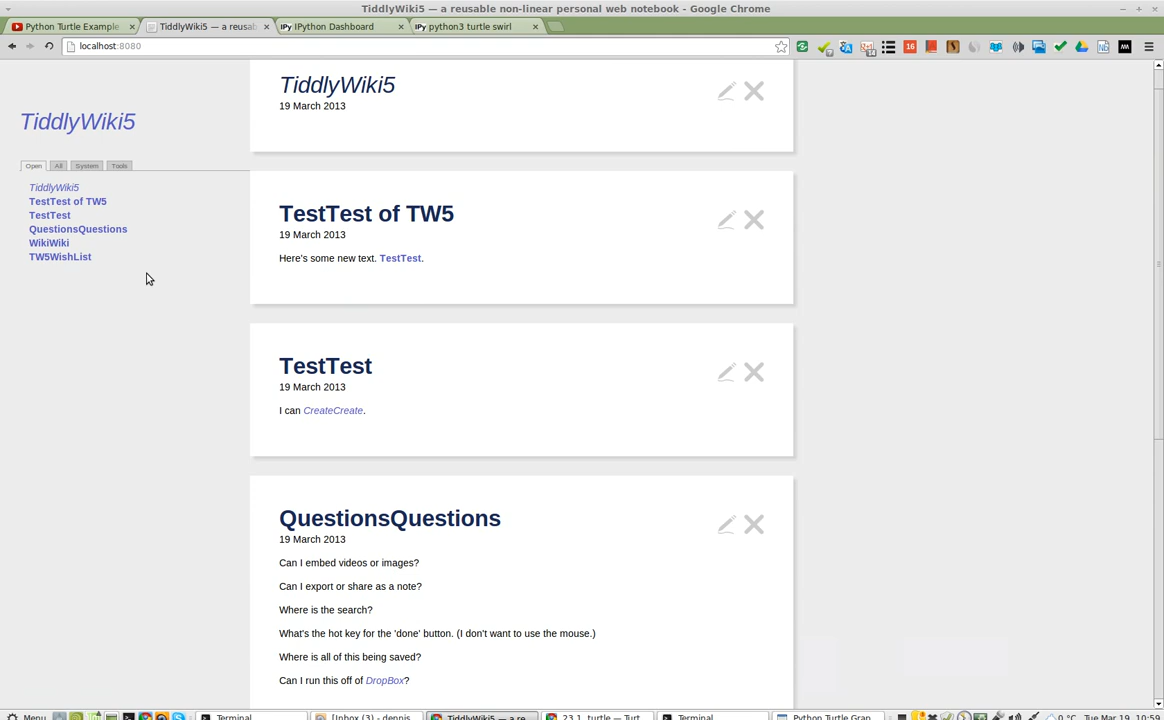 TiddlyWiki5 — a reusable non-linear personal web notebook - Google Chrome
Python Turtle Example
TiddlyWiki5 — a reusa
IPy IPython Dashboard
IPy python3 turtle swirl
localhost:8080
16
TiddlyWiki5
Open
All
System
Tools
TiddlyWiki5
TestTest of TW5
TestTest
QuestionsQuestions
WikiWiki
TW5WishList
TiddlyWiki5
19 March 2013
TestTest of TW5
19 March 2013
Here's some new text. TestTest.
TestTest
19 March 2013
I can CreateCreate.
QuestionsQuestions
19 March 2013
Can I embed videos or images?
Can I export or share as a note?
Where is the search?
What's the hot key for the 'done' button. (I don't want to use the mouse.)
Where is all of this being saved?
Can I run this off of DropBox?
Menu
Terminal
[Inbox (3) - dennis
TiddlyWiki5 — a re
23.1. turtle — Turt
Terminal
Python Turtle Grap
0 °C
Tue Mar 19, 10:59